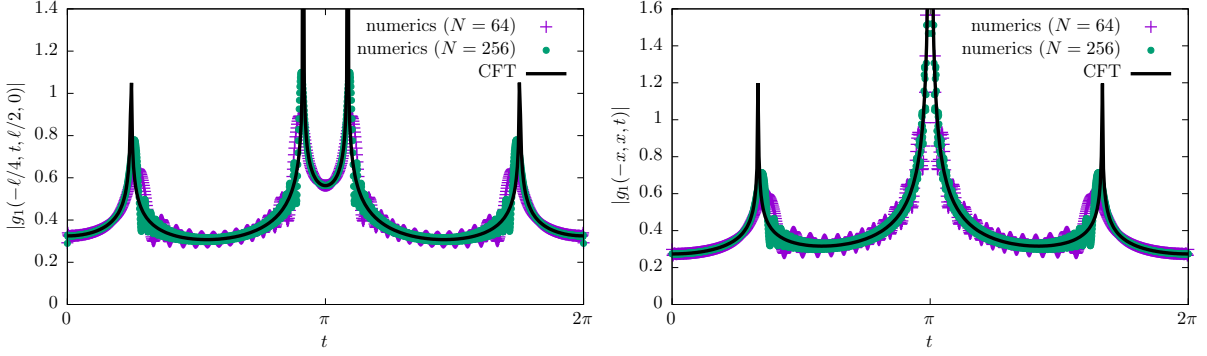 1.4
1.2
1
0.8
0.6
0.4
0.2
0
|g₁(−ℓ/4, t, ℓ/2, 0)|
numerics (N = 64)
numerics (N = 256)
CFT
0
π
2π
t
1.6
1.4
1.2
1
0.8
0.6
0.4
0.2
0
|g₁(−x, x, t)|
numerics (N = 64)
numerics (N = 256)
CFT
0
π
2π
t